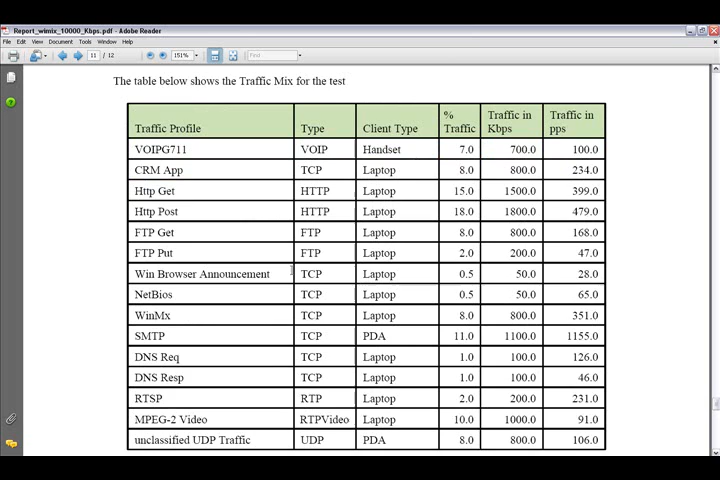 Report_wimix_10000_Kbps.pdf - Adobe Reader
File Edit View Document Tools Window Help
11 / 12 151% Find
The table below shows the Traffic Mix for the test
Traffic Profile Type Client Type % Traffic Traffic in Kbps Traffic in pps
VOIPG711 VOIP Handset 7.0 700.0 100.0
CRM App TCP Laptop 8.0 800.0 234.0
Http Get HTTP Laptop 15.0 1500.0 399.0
Http Post HTTP Laptop 18.0 1800.0 479.0
FTP Get FTP Laptop 8.0 800.0 168.0
FTP Put FTP Laptop 2.0 200.0 47.0
Win Browser Announcement TCP Laptop 0.5 50.0 28.0
NetBios TCP Laptop 0.5 50.0 65.0
WinMx TCP Laptop 8.0 800.0 351.0
SMTP TCP PDA 11.0 1100.0 1155.0
DNS Req TCP Laptop 1.0 100.0 126.0
DNS Resp TCP Laptop 1.0 100.0 46.0
RTSP RTP Laptop 2.0 200.0 231.0
MPEG-2 Video RTPVideo Laptop 10.0 1000.0 91.0
unclassified UDP Traffic UDP PDA 8.0 800.0 106.0